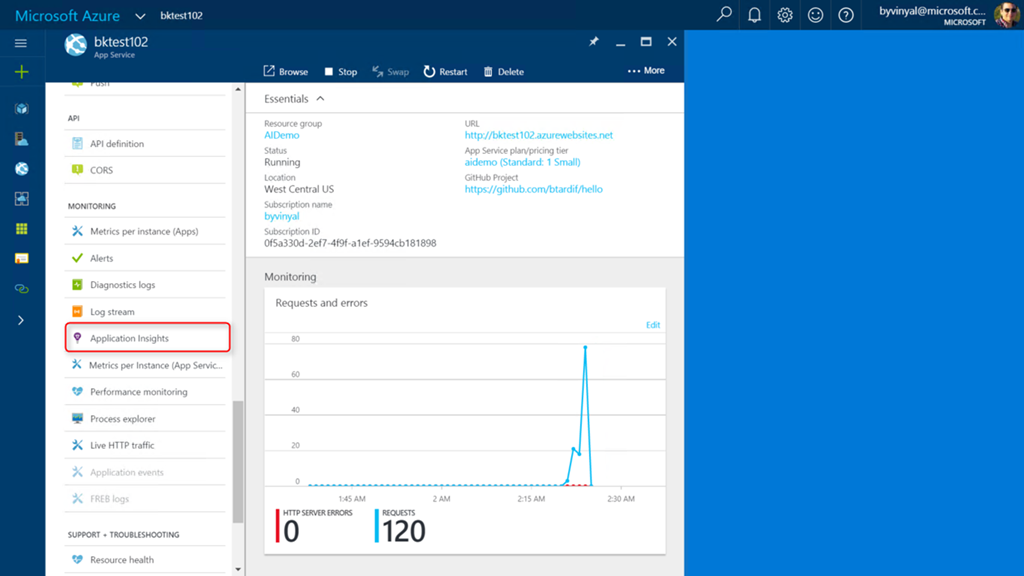 Microsoft Azure
bktest102
byvinyal@microsoft.c...
MICROSOFT
bktest102
App Service
Browse
Stop
Swap
Restart
Delete
More
Push
API
API definition
CORS
MONITORING
Metrics per instance (Apps)
Alerts
Diagnostics logs
Log stream
Application Insights
Metrics per Instance (App Servic...
Performance monitoring
Process explorer
Live HTTP traffic
Application events
FREB logs
SUPPORT + TROUBLESHOOTING
Resource health
Essentials
Resource group
AIDemo
Status
Running
Location
West Central US
Subscription name
byvinyal
Subscription ID
0f5a330d-2ef7-4f9f-a1ef-9594cb181898
URL
http://bktest102.azurewebsites.net
App Service plan/pricing tier
aidemo (Standard: 1 Small)
GitHub Project
https://github.com/btardif/hello
Monitoring
Requests and errors
Edit
80
60
40
20
0
1:45 AM
2 AM
2:15 AM
2:30 AM
HTTP SERVER ERRORS
0
REQUESTS
120